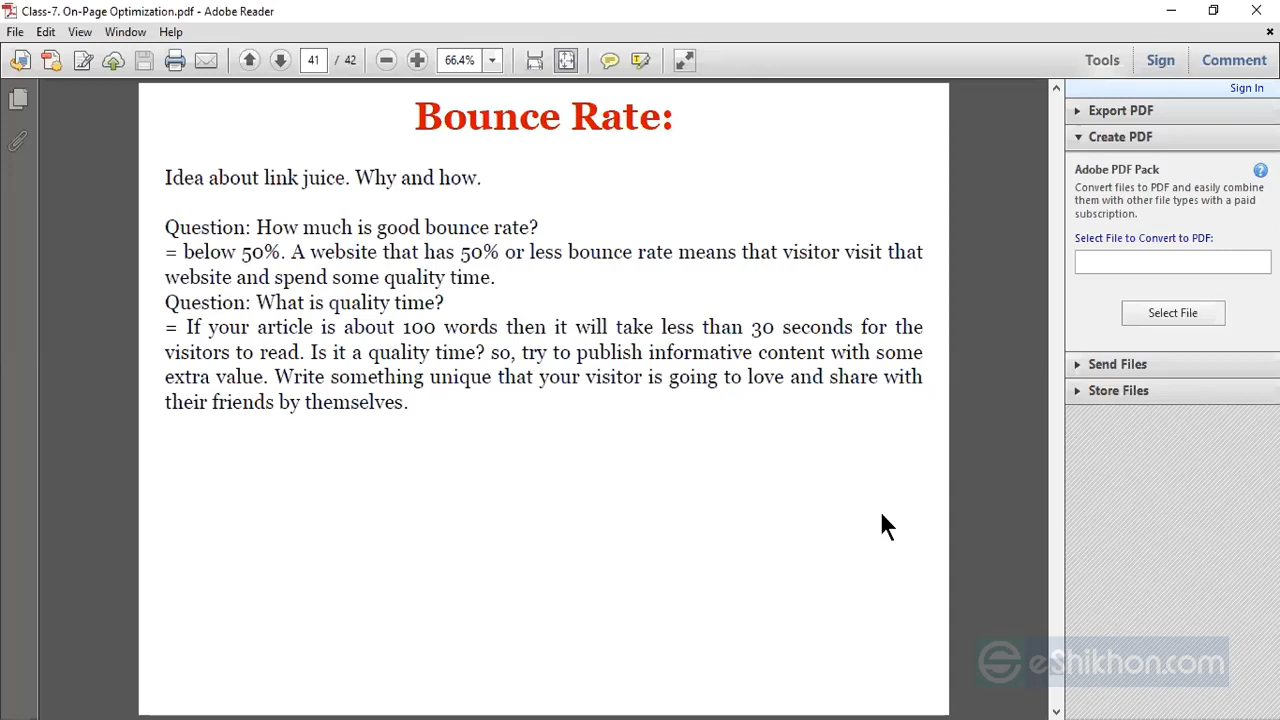 Class-7. On-Page Optimization.pdf - Adobe Reader
File Edit View Window Help
41 / 42 66.4% Tools Sign Comment
Sign In
Bounce Rate:
Idea about link juice. Why and how.
Question: How much is good bounce rate?
= below 50%. A website that has 50% or less bounce rate means that visitor visit that
website and spend some quality time.
Question: What is quality time?
= If your article is about 100 words then it will take less than 30 seconds for the
visitors to read. Is it a quality time? so, try to publish informative content with some
extra value. Write something unique that your visitor is going to love and share with
their friends by themselves.
Export PDF
Create PDF
Adobe PDF Pack
Convert files to PDF and easily combine
them with other file types with a paid
subscription.
Select File to Convert to PDF:
Select File
Send Files
Store Files
eShikhon.com